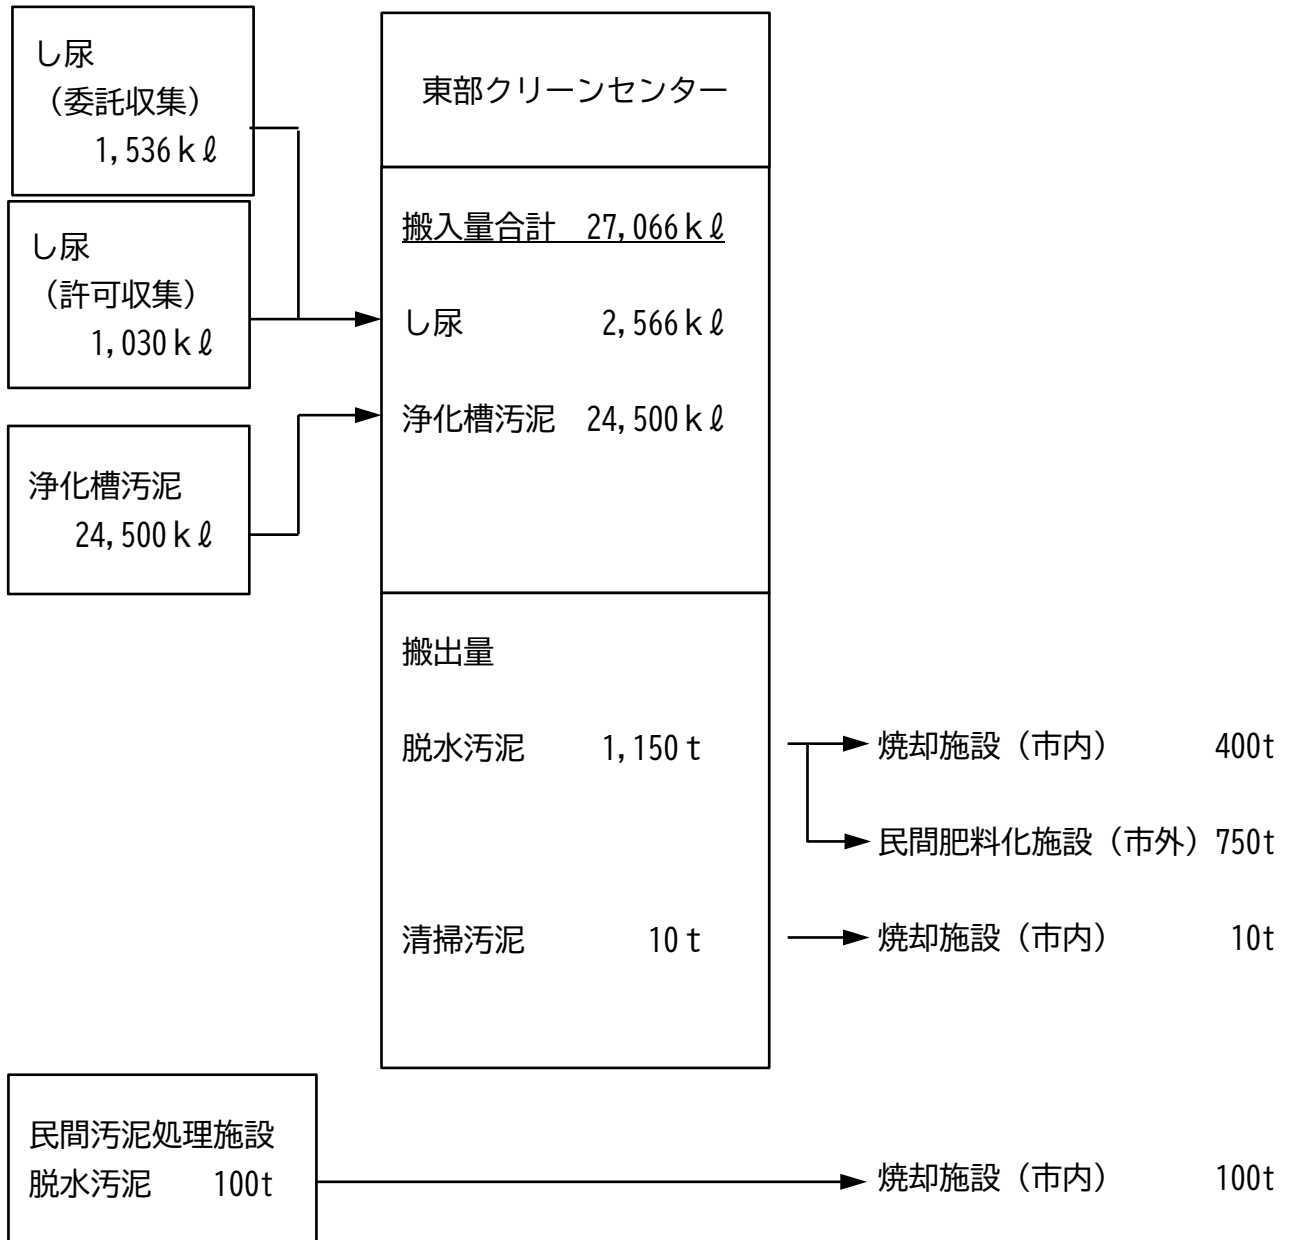 し尿
（委託収集）
1,536ｋℓ
し尿
（許可収集）
1,030ｋℓ
浄化槽汚泥
24,500ｋℓ
東部クリーンセンター
搬入量合計　27,066ｋℓ
し尿　2,566ｋℓ
浄化槽汚泥　24,500ｋℓ
搬出量
脱水汚泥　1,150ｔ
焼却施設（市内）　400t
民間肥料化施設（市外）750t
清掃汚泥　10ｔ
焼却施設（市内）　10t
民間汚泥処理施設
脱水汚泥　100t
焼却施設（市内）　100t